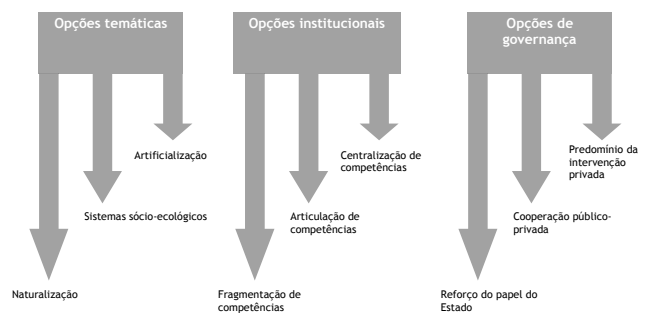 Opções temáticas
Artificialização
Sistemas sócio-ecológicos
Naturalização
Opções institucionais
Centralização de
competências
Articulação de
competências
Fragmentação de
competências
Opções de
governança
Predomínio da
intervenção
privada
Cooperação público-
privada
Reforço do papel do
Estado